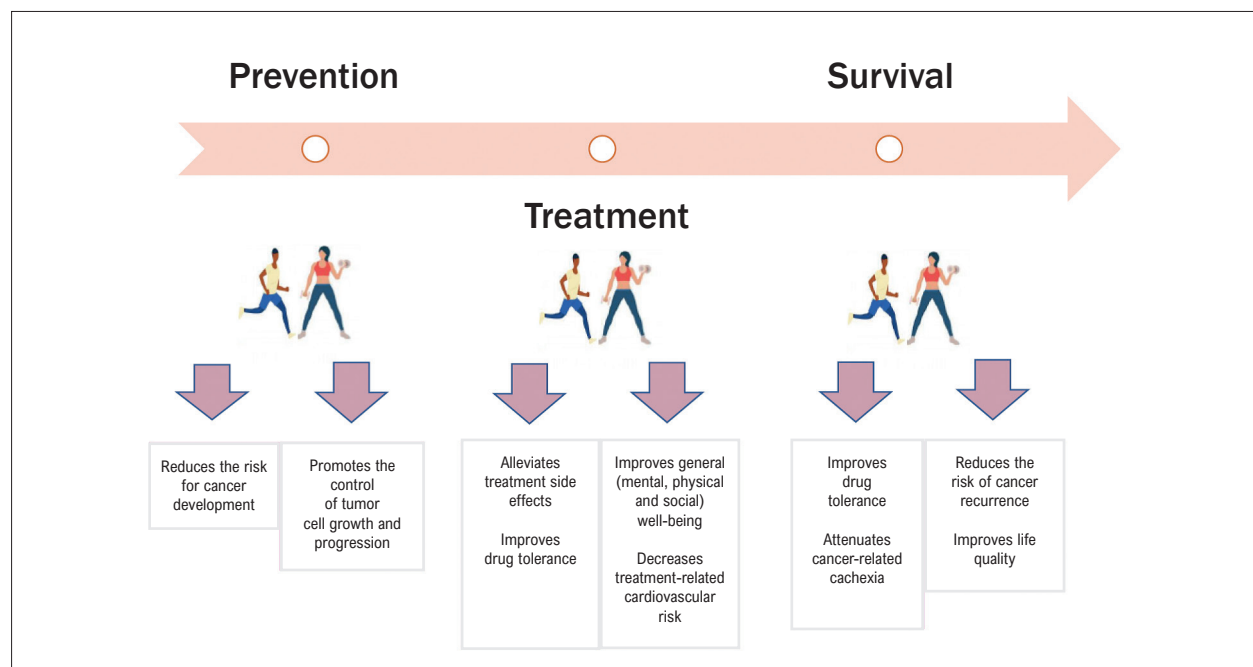 Prevention
Survival
Treatment
Reduces the risk
for cancer
development
Promotes the
control
of tumor
cell growth and
progression
Alleviates
treatment side
effects
Improves
drug tolerance
Improves general
(mental, physical
and social)
well-being
Decreases
treatment-related
cardiovascular
risk
Improves
drug
tolerance
Attenuates
cancer-related
cachexia
Reduces the
risk of cancer
recurrence
Improves life
quality